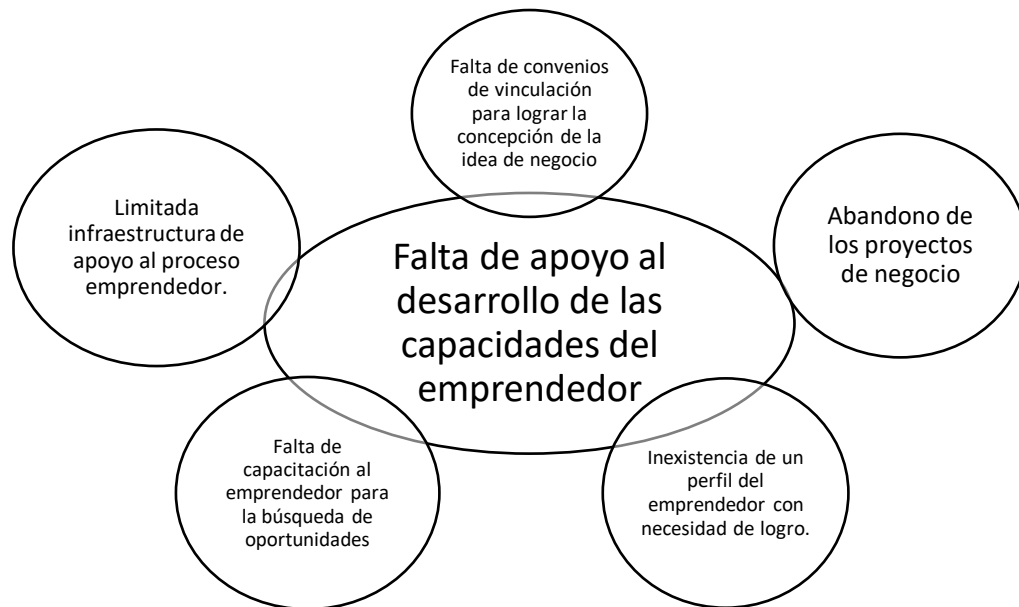 Falta de convenios
de vinculación
para lograr la
concepción de la
idea de negocio
Limitada
infraestructura de
apoyo al proceso
emprendedor.
Falta de apoyo al
desarrollo de las
capacidades del
emprendedor
Abandono de
los proyectos
de negocio
Falta de
capacitación al
emprendedor para
la búsqueda de
oportunidades
Inexistencia de un
perfil del
emprendedor con
necesidad de logro.